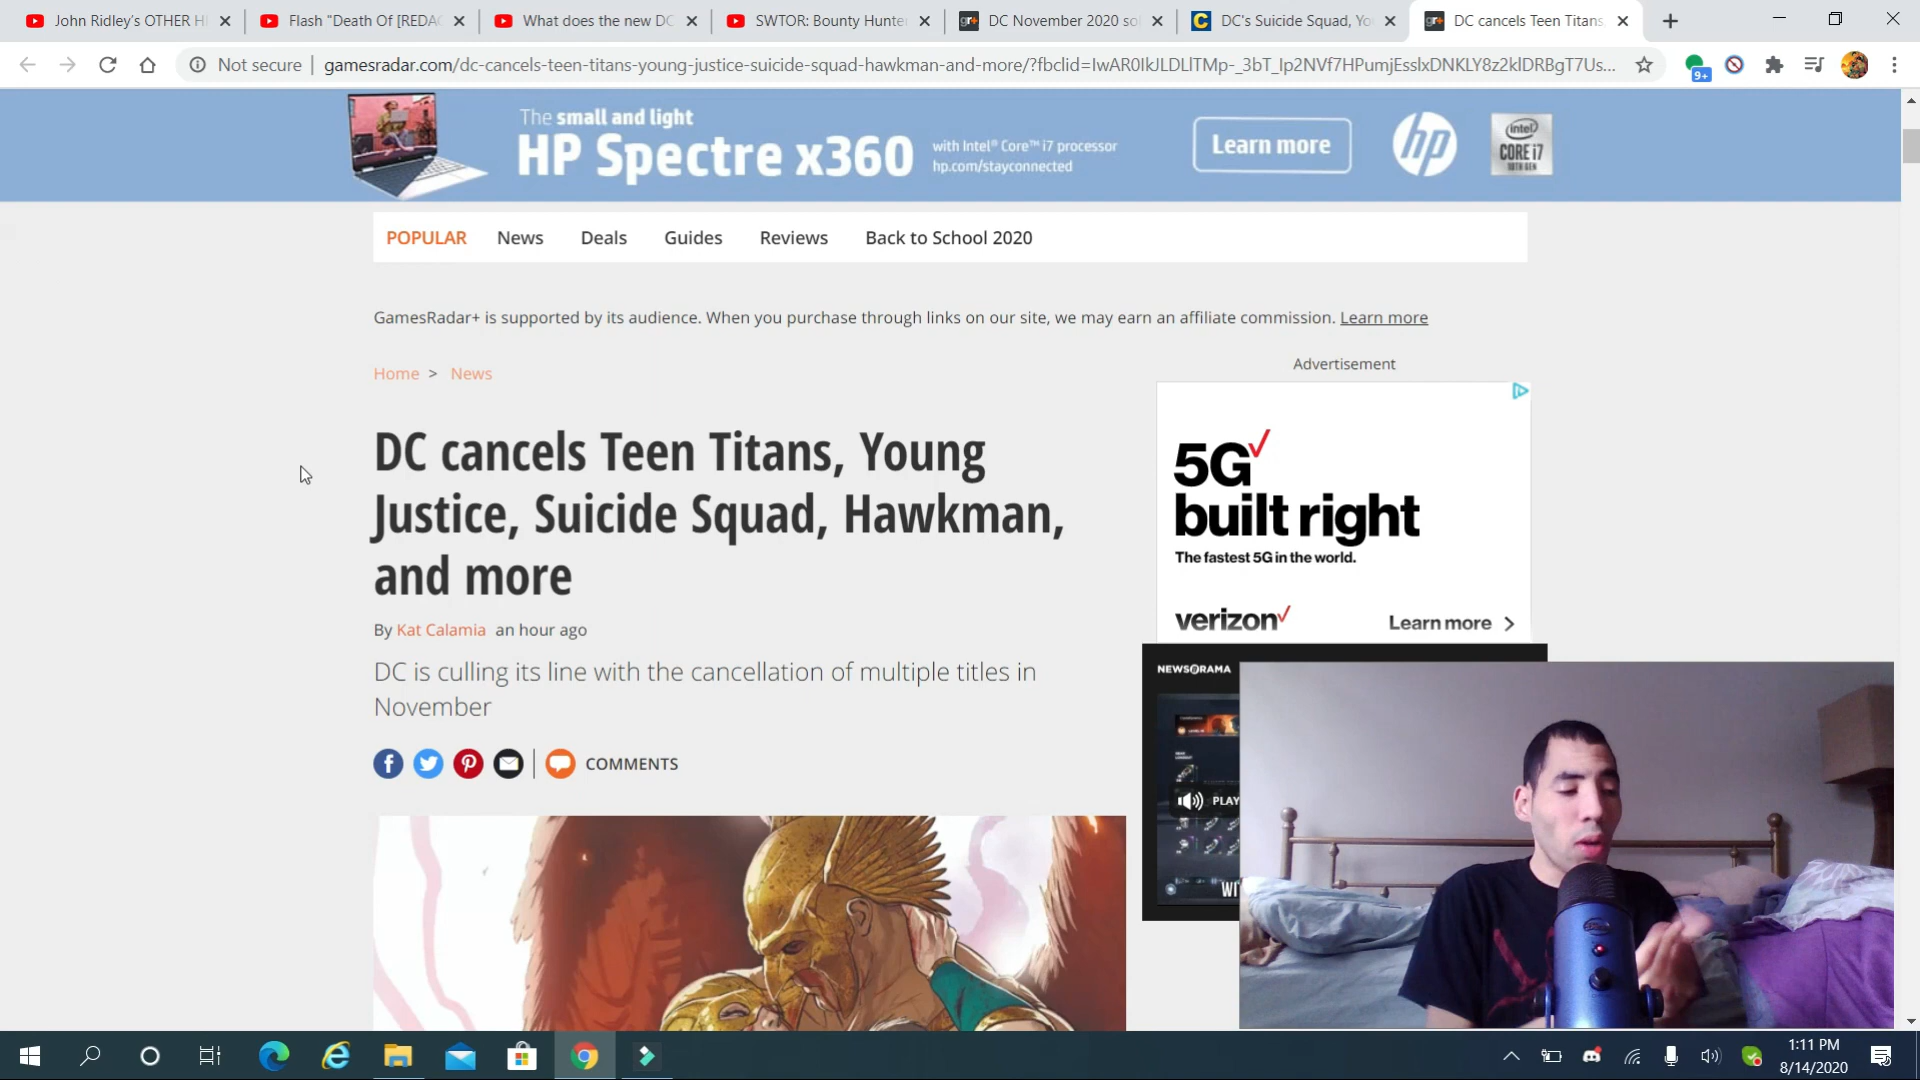 John Ridley's OTHER H
Flash "Death Of [REDA
What does the new DC
SWTOR: Bounty Hunte
DC November 2020 so
DC's Suicide Squad, Yo
DC cancels Teen Titans,
Not secure
gamesradar.com/dc-cancels-teen-titans-young-justice-suicide-squad-hawkman-and-more/?fbclid=IwAR0IkJLDLlTMp-_3bT_Ip2NVf7HPumjEsslxDNKLY8z2klDRBgT7Us...
9+
The small and light
HP Spectre x360
with Intel® Core™ i7 processor
hp.com/stayconnected
Learn more
hp
intel
CORE i7
10TH GEN
POPULAR News Deals Guides Reviews Back to School 2020
GamesRadar+ is supported by its audience. When you purchase through links on our site, we may earn an affiliate commission. Learn more
Home > News
Advertisement
DC cancels Teen Titans, Young
Justice, Suicide Squad, Hawkman,
and more
By Kat Calamia an hour ago
DC is culling its line with the cancellation of multiple titles in
November
COMMENTS
5G
built right
The fastest 5G in the world.
verizon
Learn more
NEWSARAMA
PLAY
WI
1:11 PM
8/14/2020